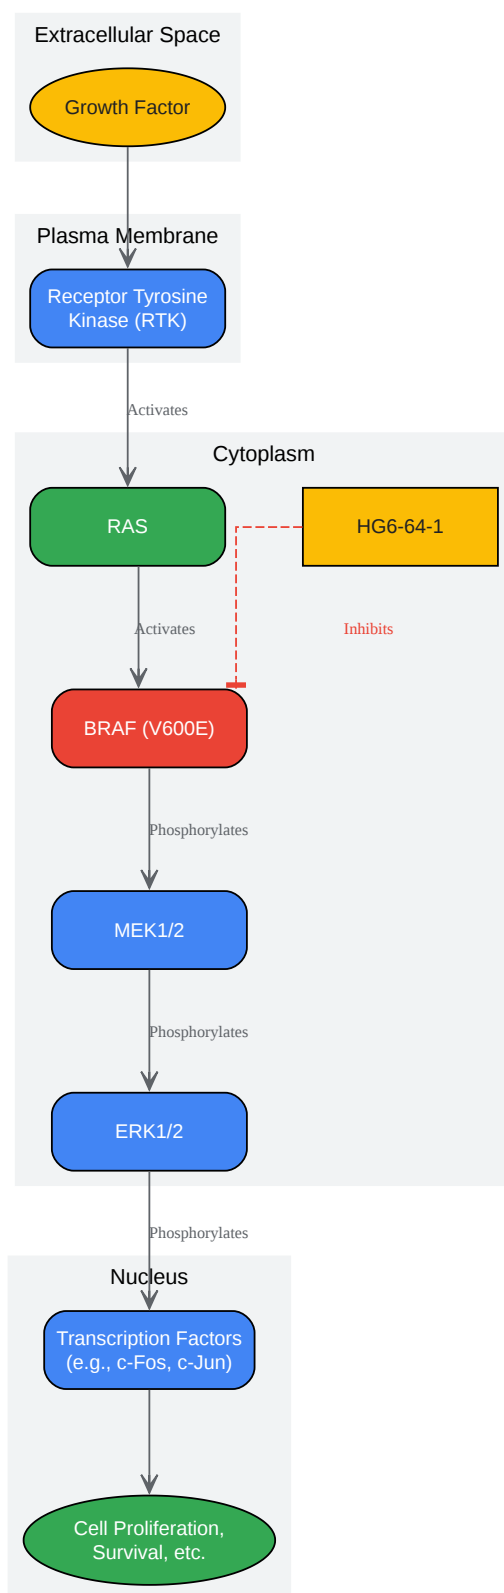 Extracellular Space
Growth Factor
Plasma Membrane
Receptor Tyrosine
Kinase (RTK)
Activates
Cytoplasm
RAS
HG6-64-1
Activates
Inhibits
BRAF (V600E)
Phosphorylates
MEK1/2
Phosphorylates
ERK1/2
Phosphorylates
Nucleus
Transcription Factors
(e.g., c-Fos, c-Jun)
Cell Proliferation,
Survival, etc.